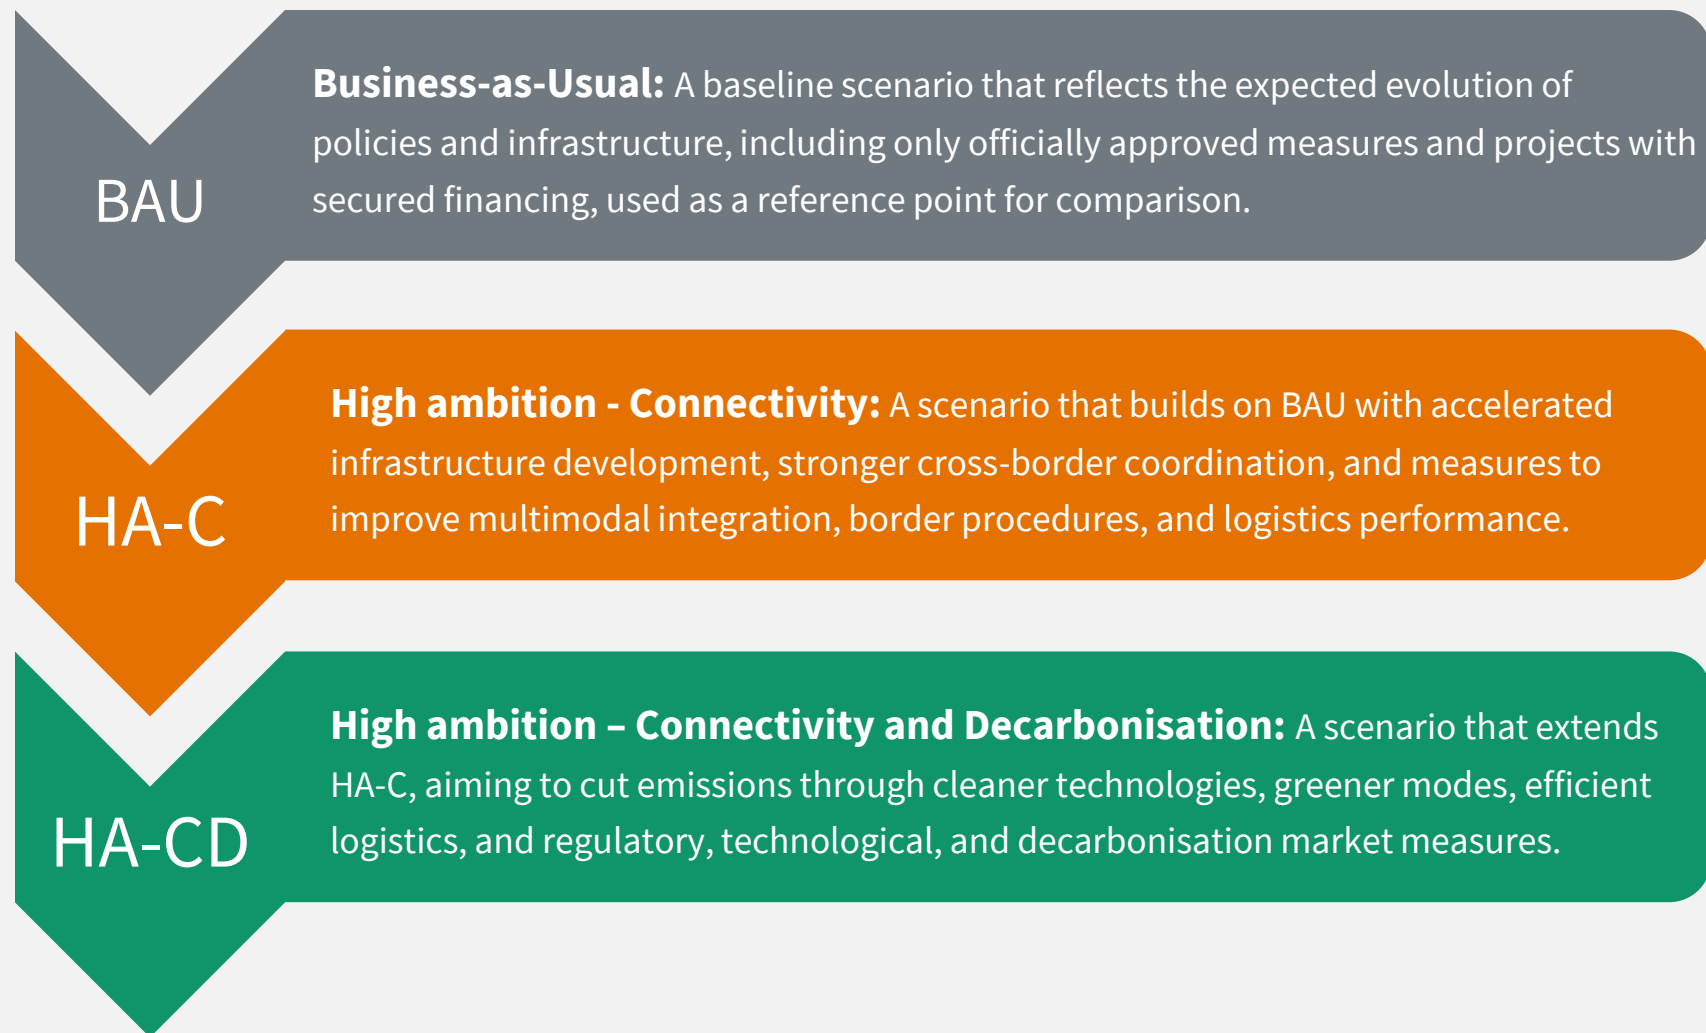 BAU
Business-as-Usual: A baseline scenario that reflects the expected evolution of
policies and infrastructure, including only officially approved measures and projects with
secured financing, used as a reference point for comparison.
HA-C
High ambition - Connectivity: A scenario that builds on BAU with accelerated
infrastructure development, stronger cross-border coordination, and measures to
improve multimodal integration, border procedures, and logistics performance.
HA-CD
High ambition – Connectivity and Decarbonisation: A scenario that extends
HA-C, aiming to cut emissions through cleaner technologies, greener modes, efficient
logistics, and regulatory, technological, and decarbonisation market measures.